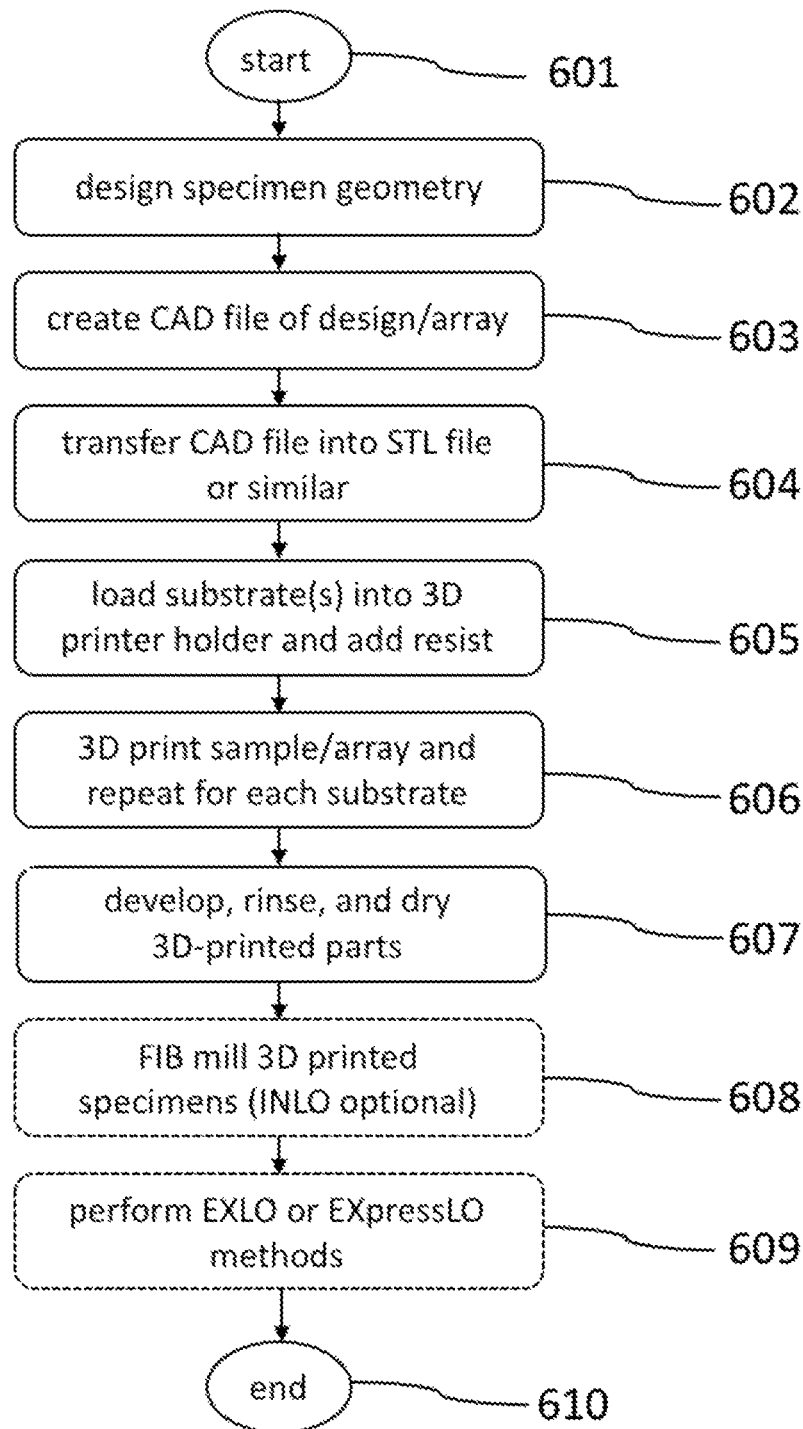 start
601
design specimen geometry
602
create CAD file of design/array
603
transfer CAD file into STL file
or similar
604
load substrate(s) into 3D
printer holder and add resist
605
3D print sample/array and
repeat for each substrate
606
develop, rinse, and dry
3D-printed parts
607
FIB mill 3D printed
specimens (INLO optional)
608
perform EXLO or EXpressLO
methods
609
end
610